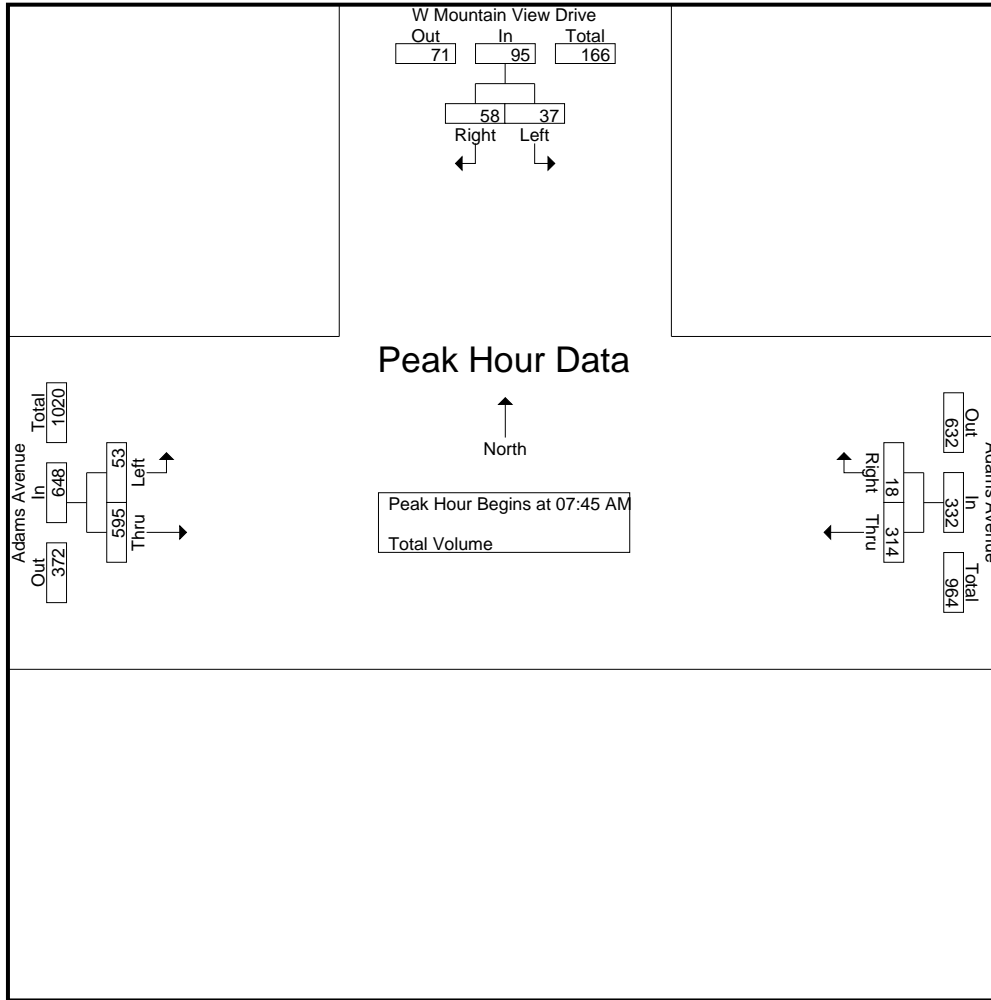 W Mountain View Drive
Out In Total
71 95 166
58 37
Right Left
Peak Hour Data
North
Peak Hour Begins at 07:45 AM
Total Volume
Adams Avenue
Out In Total
372 648 1020
Left Thru
53 595
Adams Avenue
Out In Total
632 332 964
Right Thru
18 314